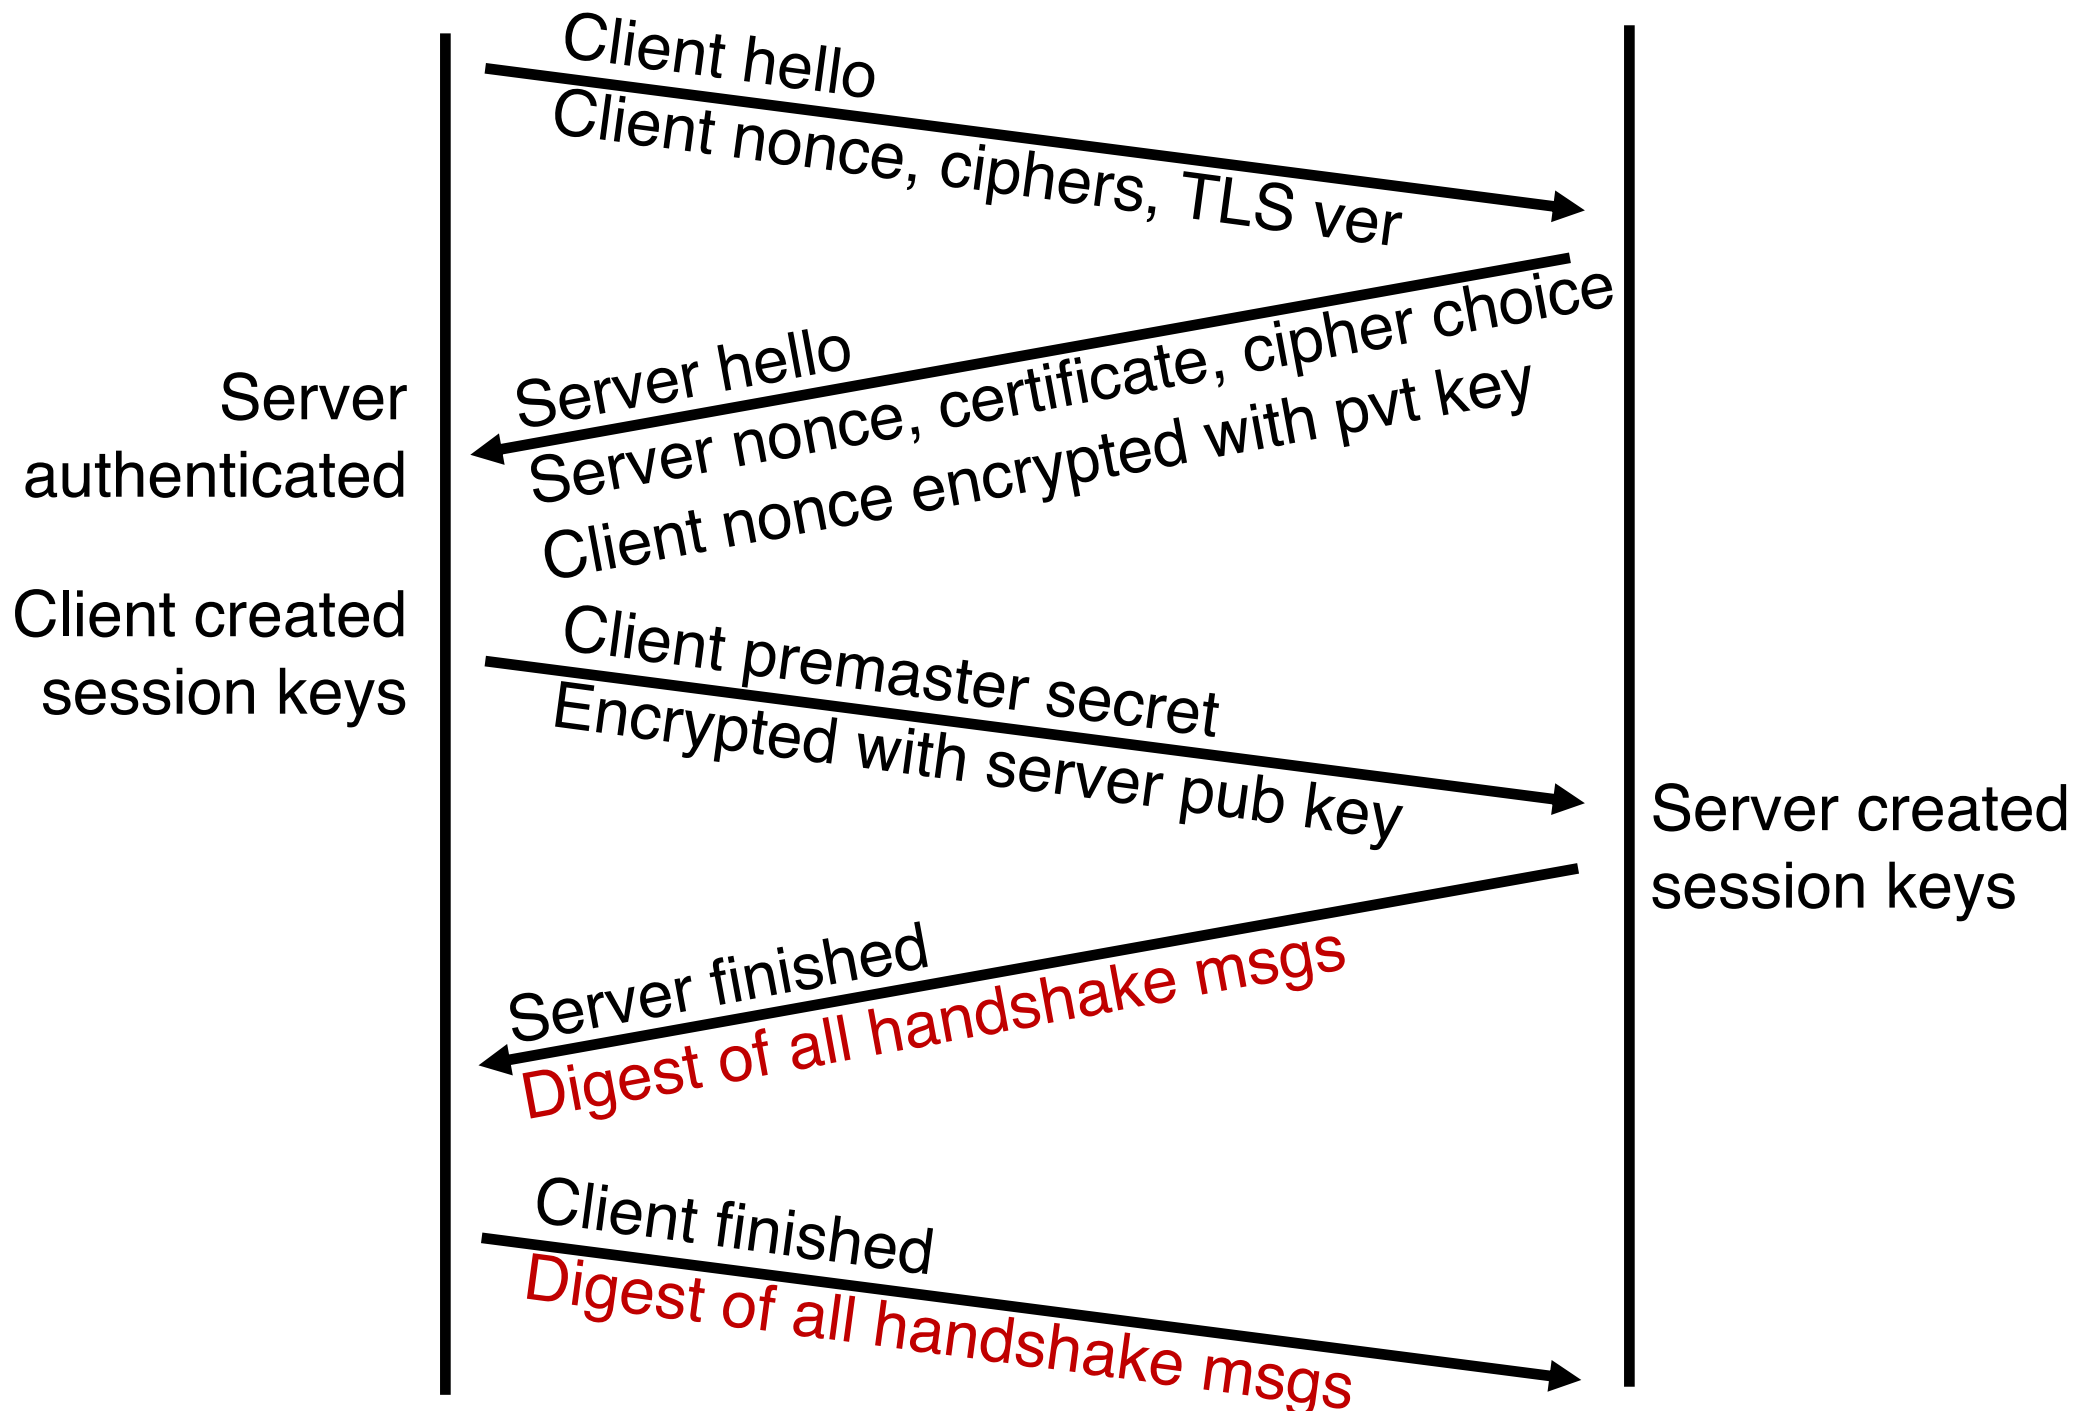 Client hello
Client nonce, ciphers, TLS ver
Server hello
Server nonce, certificate, cipher choice
Client nonce encrypted with pvt key
Server
authenticated
Client created
session keys
Client premaster secret
Encrypted with server pub key
Server created
session keys
Server finished
Digest of all handshake msgs
Client finished
Digest of all handshake msgs